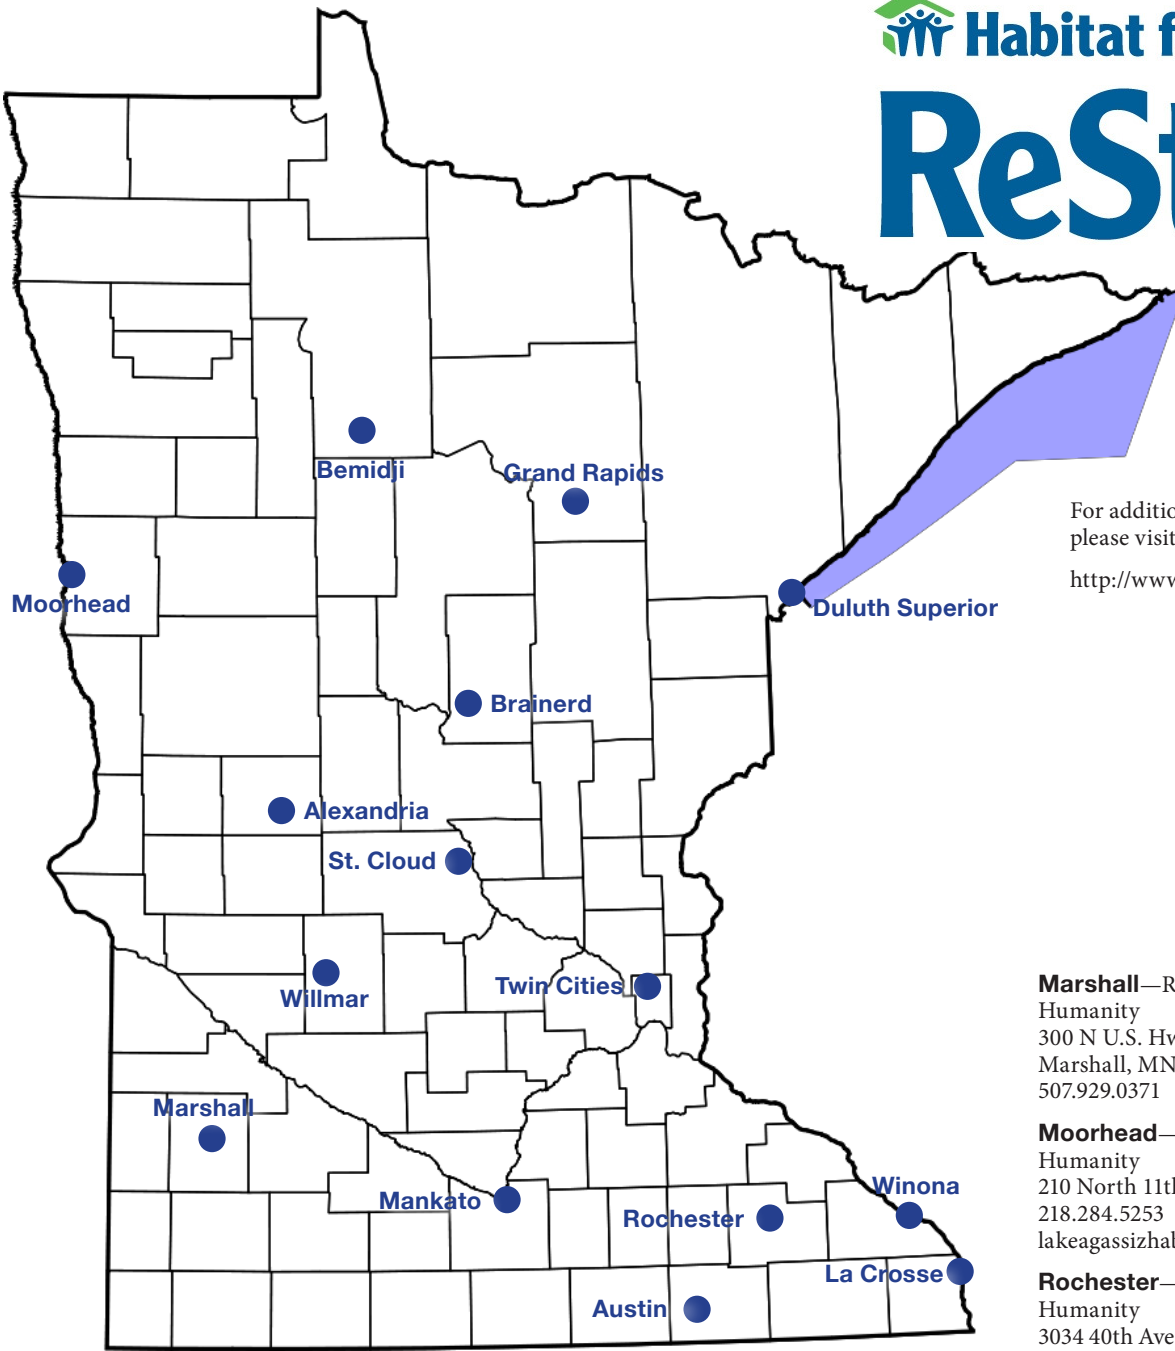 Habitat f
ReSt
Bemidji
Grand Rapids
For additio
please visit
http://www
Moorhead
Duluth Superior
Brainerd
Alexandria
St. Cloud
Twin Cities
Willmar
Marshall
Mankato
Winona
Rochester
La Crosse
Austin
Marshall—R
Humanity
300 N U.S. Hw
Marshall, MN
507.929.0371
Moorhead—
Humanity
210 North 11th
218.284.5253
lakeagassizhab
Rochester—
Humanity
3034 40th Ave